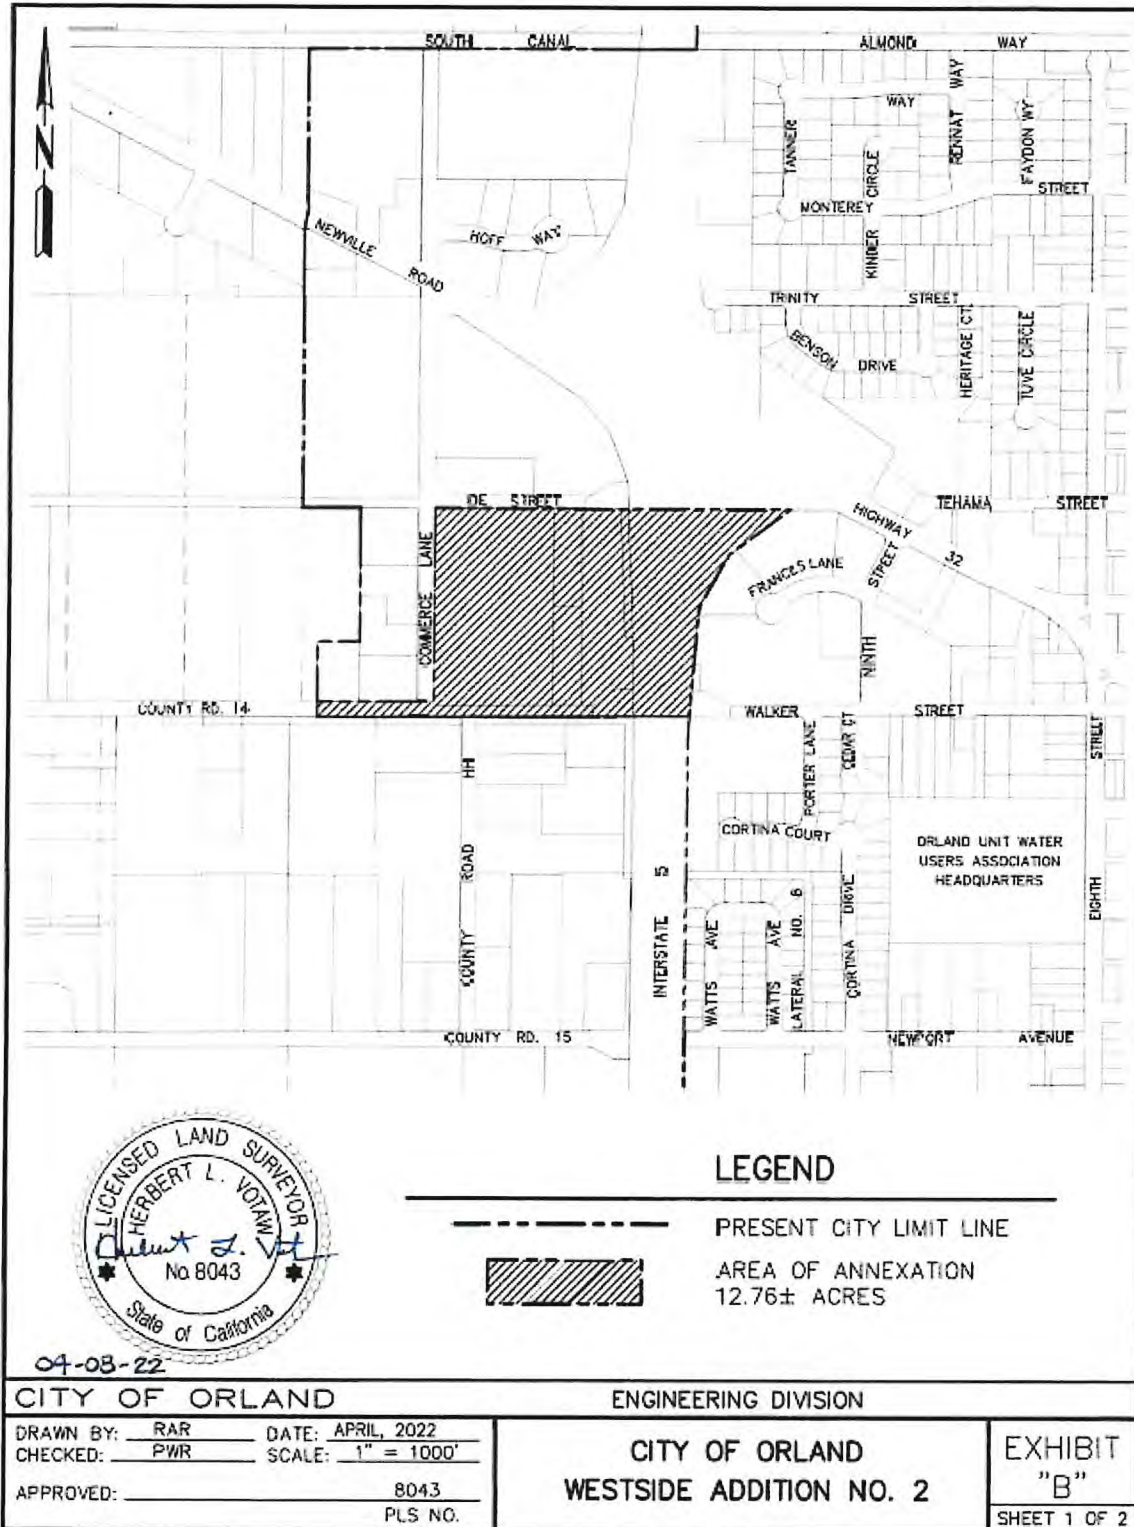 SOUTH CANAL
ALMOND WAY
N
WAY
TANNER
CIRCLE
RENNAT WAY
FAYDON WY
MONTEREY
STREET
KINDER
NEWVILLE ROAD
HOFF WAY
TRINITY STREET
BENSON DRIVE
HERITAGE CT.
TUVE CIRCLE
IDE STREET
HIGHWAY 32
TEHAMA STREET
COMMERCE LANE
FRANCES LANE
STREET
NINTH
COUNTY RD. 14
WALKER STREET
PORTER LANE
CEDAR CT
STREET
COUNTY ROAD HH
CORTINA COURT
ORLAND UNIT WATER
USERS ASSOCIATION
HEADQUARTERS
INTERSTATE 5
WATTS AVE
WATTS AVE
LATERAL NO. 8
CORTINA DRIVE
EIGHTH
COUNTY RD. 15
NEWPORT AVENUE
LICENSED LAND SURVEYOR
HERBERT L. VOTAW
No. 8043
State of California
04-03-22
LEGEND
PRESENT CITY LIMIT LINE
AREA OF ANNEXATION
12.76± ACRES
CITY OF ORLAND
ENGINEERING DIVISION
DRAWN BY: RAR DATE: APRIL, 2022
CHECKED: PWR SCALE: 1" = 1000'
APPROVED: 8043
PLS NO.
CITY OF ORLAND
WESTSIDE ADDITION NO. 2
EXHIBIT
"B"
SHEET 1 OF 2